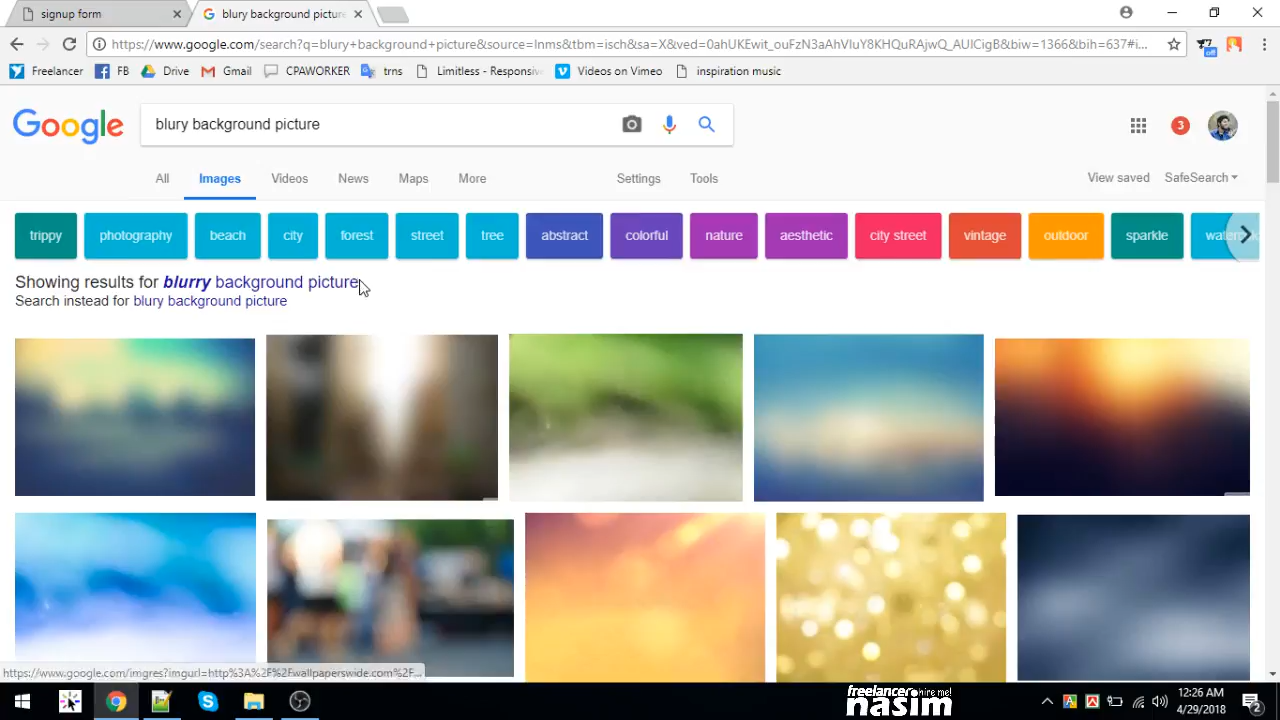 signup form
blury background pictur
https://www.google.com/search?q=blury+background+picture&source=lnms&tbm=isch&sa=X&ved=0ahUKEwit_ouFzN3aAhVIuY8KHQuRAjwQ_AUICigB&biw=1366&bih=637#i...
off
Freelancer FB Drive Gmail CPAWORKER trns Limitless - Responsiv Videos on Vimeo inspiration music
Google blury background picture 3
All Images Videos News Maps More Settings Tools View saved SafeSearch
trippy photography beach city forest street tree abstract colorful nature aesthetic city street vintage outdoor sparkle
Showing results for blurry background picture
Search instead for blury background picture
https://www.google.com/imgres?imgurl=http%3A%2F%2Fwallpaperswide.com%2F...
freelancer hire me!
nasim
12:26 AM
4/29/2018
2